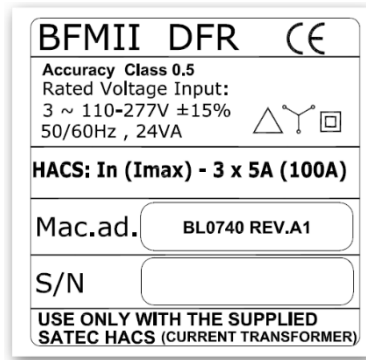 BFMII DFR CE
Accuracy Class 0.5
Rated Voltage Input:
3 ~ 110-277V ±15%
50/60Hz , 24VA
HACS: In (Imax) - 3 x 5A (100A)
Mac.ad. BL0740 REV.A1
S/N
USE ONLY WITH THE SUPPLIED
SATEC HACS (CURRENT TRANSFORMER)